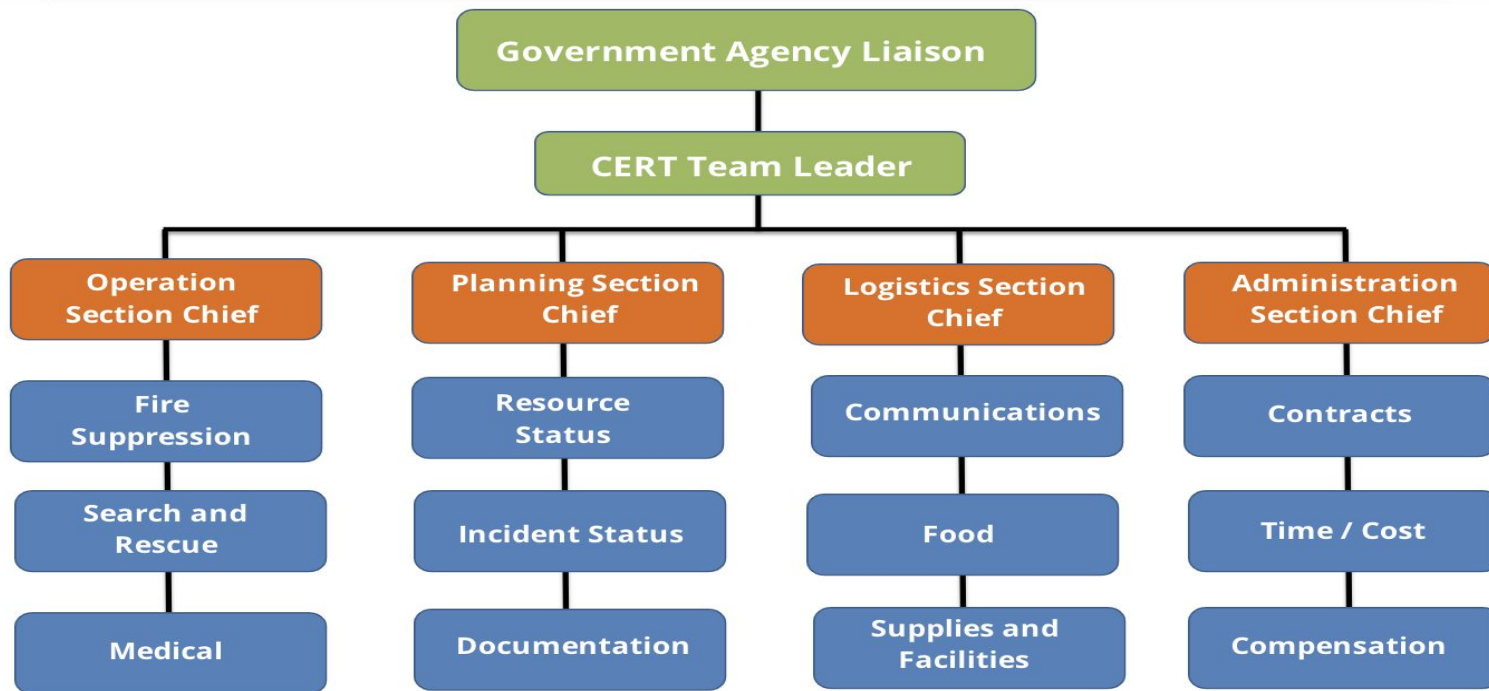 Government Agency Liaison
CERT Team Leader
Operation
Section Chief
Planning Section
Chief
Logistics Section
Chief
Administration
Section Chief
Fire
Suppression
Resource
Status
Communications
Contracts
Search and
Rescue
Incident Status
Food
Time / Cost
Medical
Documentation
Supplies and
Facilities
Compensation